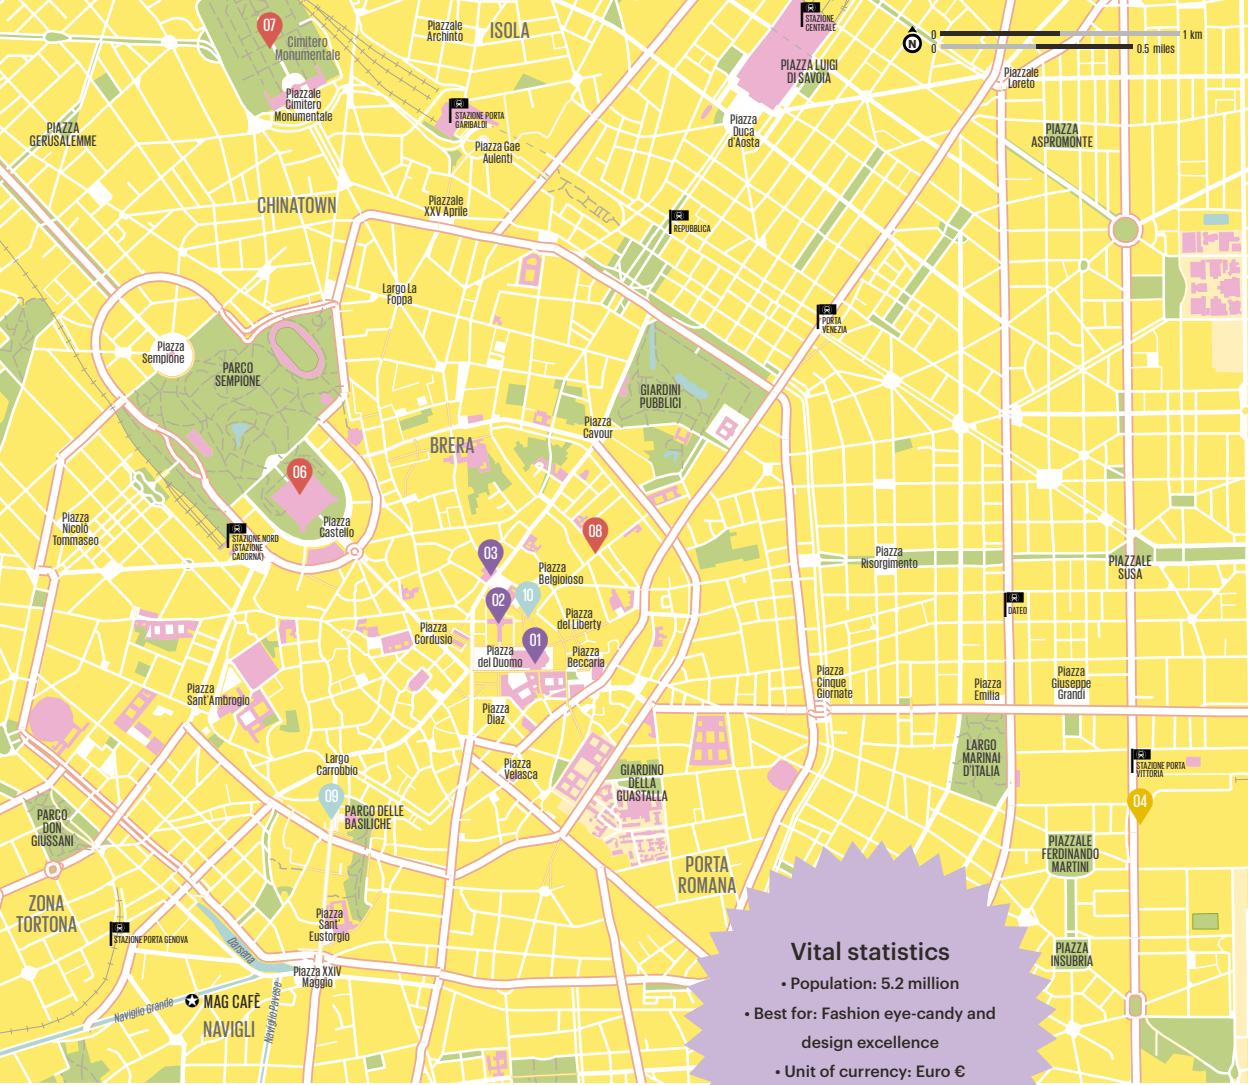 07
Cimitero
Monumentale
Piazzale
Archinto
ISOLA
STAZIONE
CENTRALE
0
1 km
0
0.5 miles
N
PIAZZA LUIGI
DI SAVOIA
Piazzale
Loreto
Piazzale
Cimitero
Monumentale
STAZIONE PORTA
GARIBALDI
Piazza
Duca
d'Aosta
PIAZZA
GERUSALEMME
PIAZZA
ASPROMONTE
Piazza Gae
Aulenti
CHINATOWN
Piazzale
XXV Aprile
REPUBBLICA
Largo La
Foppa
PORTA
VENEZIA
Piazza
Sempione
PARCO
SEMPIONE
GIARDINI
PUBBLICI
Piazza
Cavour
BRERA
06
Piazza
Nicolò
Tommaseo
Piazza
Castello
STAZIONE NORD
(STAZIONE
CADORNA)
08
03
Piazza
Belgioioso
Piazza
Risorgimento
PIAZZALE
SUSA
02
10
DATEO
Piazza
del Liberty
Piazza
Cordusio
01
Piazza
del Duomo
Piazza
Beccaria
Piazza
Cinque
Giornate
Piazza
Emilia
Piazza
Giuseppe
Grandi
Piazza
Sant'Ambrogio
Piazza
Diaz
Largo
Carrobbio
Piazza
Velasca
GIARDINO
DELLA
GUASTALLA
LARGO
MARINAI
D'ITALIA
STAZIONE PORTA
VITTORIA
09
04
PARCO DELLE
BASILICHE
PARCO
DON
GIUSSANI
PIAZZALE
FERDINANDO
MARTINI
PORTA
ROMANA
ZONA
TORTONA
Piazza
Sant'
Eustorgio
STAZIONE PORTA GENOVA
Darsena
PIAZZA
INSUBRIA
Piazza XXIV
Maggio
Naviglio Grande
MAG CAFÈ
NAVIGLI
Naviglio Pavese
Vital statistics
• Population: 5.2 million
• Best for: Fashion eye-candy and
design excellence
• Unit of currency: Euro €